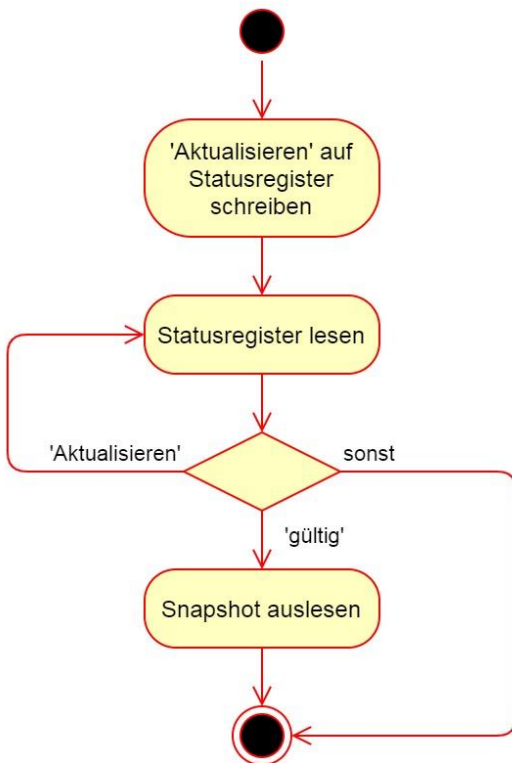 'Aktualisieren' auf
Statusregister
schreiben
Statusregister lesen
'Aktualisieren'
sonst
'gültig'
Snapshot auslesen